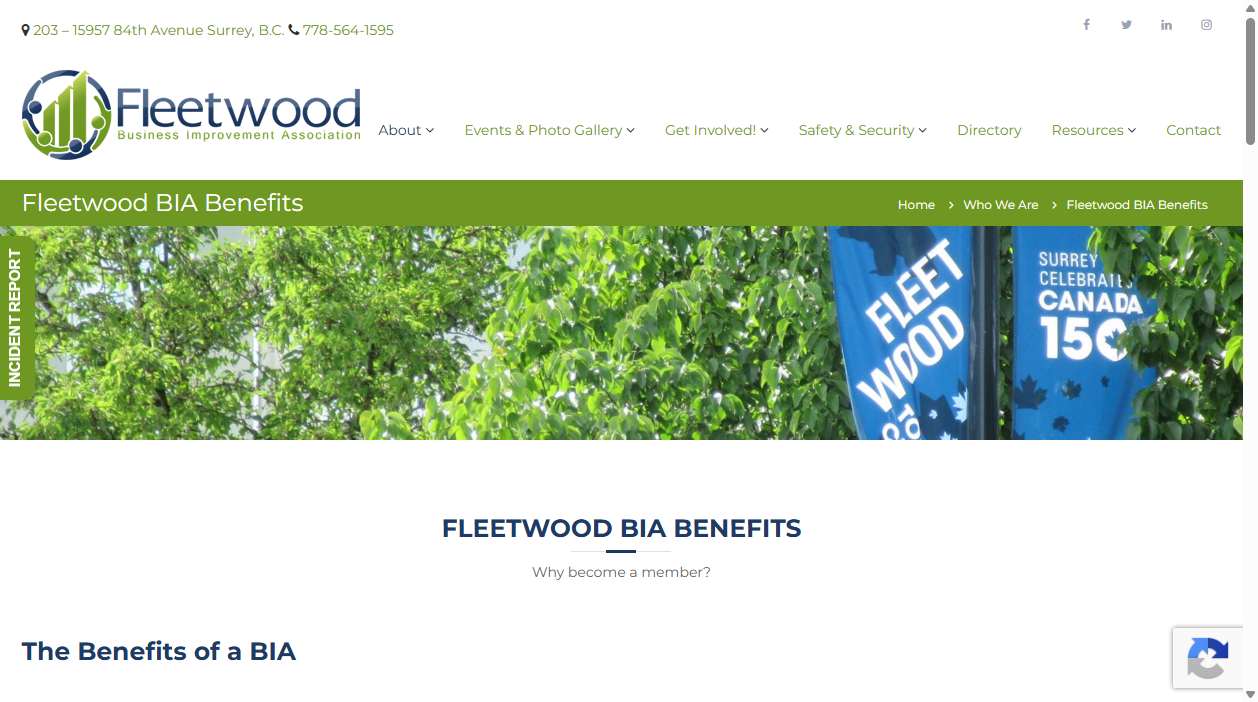 203 – 15957 84th Avenue Surrey, B.C. 778-564-1595
Fleetwood
Business Improvement Association
About
Events & Photo Gallery
Get Involved!
Safety & Security
Directory
Resources
Contact
Fleetwood BIA Benefits
Home > Who We Are > Fleetwood BIA Benefits
INCIDENT REPORT
FLEET
WOOD
SURREY
CELEBRATES
CANADA
150
FLEETWOOD BIA BENEFITS
Why become a member?
The Benefits of a BIA